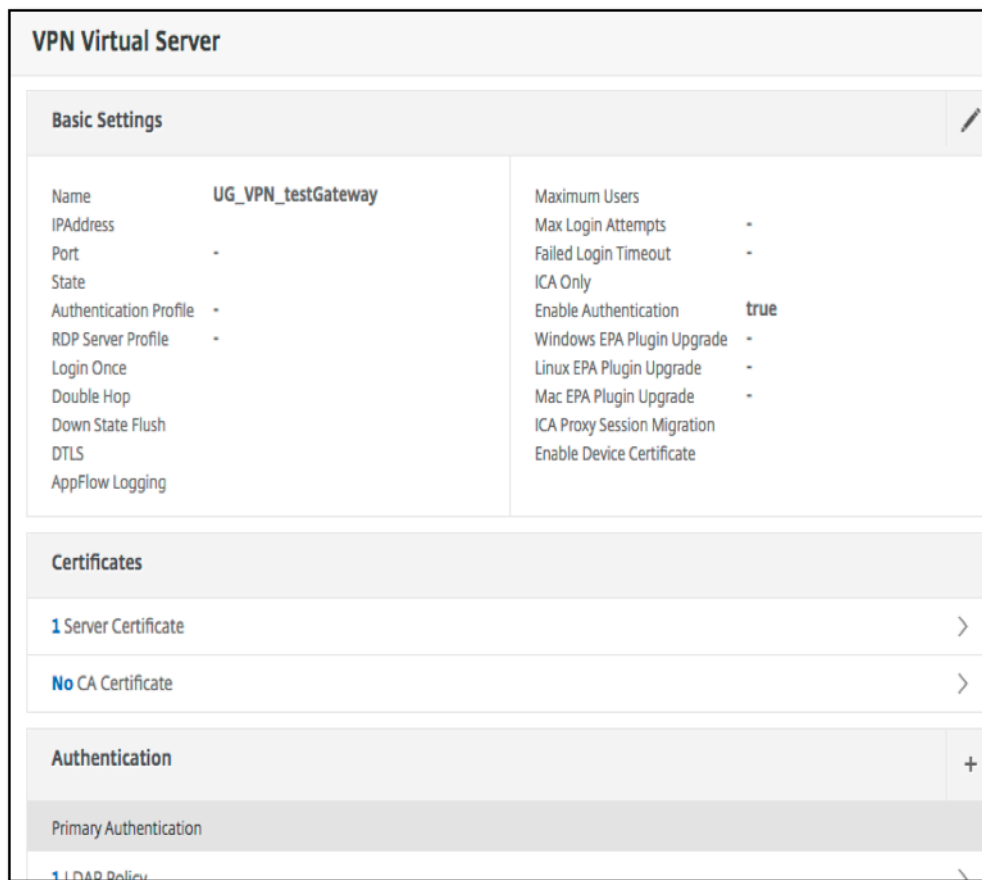 VPN Virtual Server
Basic Settings
Name UG_VPN_testGateway
IPAddress
Port -
State
Authentication Profile -
RDP Server Profile -
Login Once
Double Hop
Down State Flush
DTLS
AppFlow Logging
Maximum Users
Max Login Attempts -
Failed Login Timeout -
ICA Only
Enable Authentication true
Windows EPA Plugin Upgrade -
Linux EPA Plugin Upgrade -
Mac EPA Plugin Upgrade -
ICA Proxy Session Migration
Enable Device Certificate
Certificates
1 Server Certificate
No CA Certificate
Authentication
Primary Authentication
1 LDAP Policy